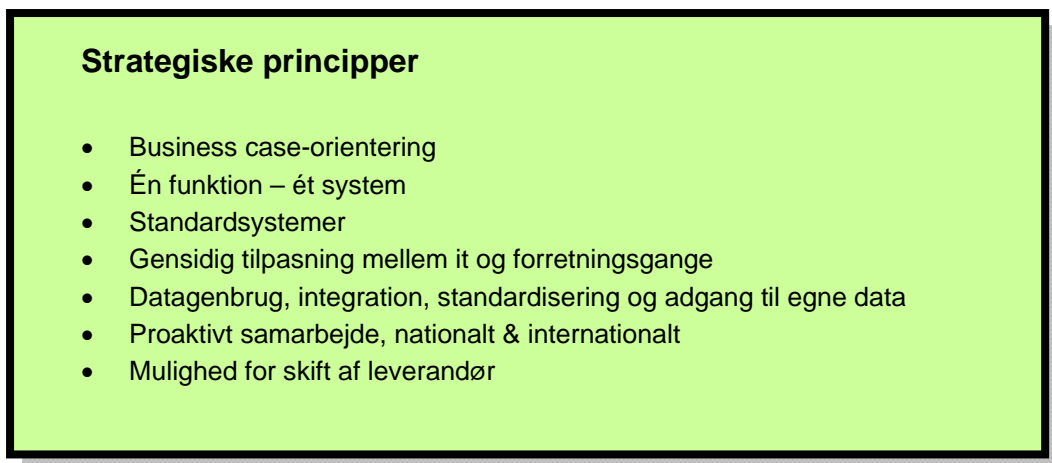 Strategiske principper
• Business case-orientering
• Én funktion – ét system
• Standardsystemer
• Gensidig tilpasning mellem it og forretningsgange
• Datagenbrug, integration, standardisering og adgang til egne data
• Proaktivt samarbejde, nationalt & internationalt
• Mulighed for skift af leverandør